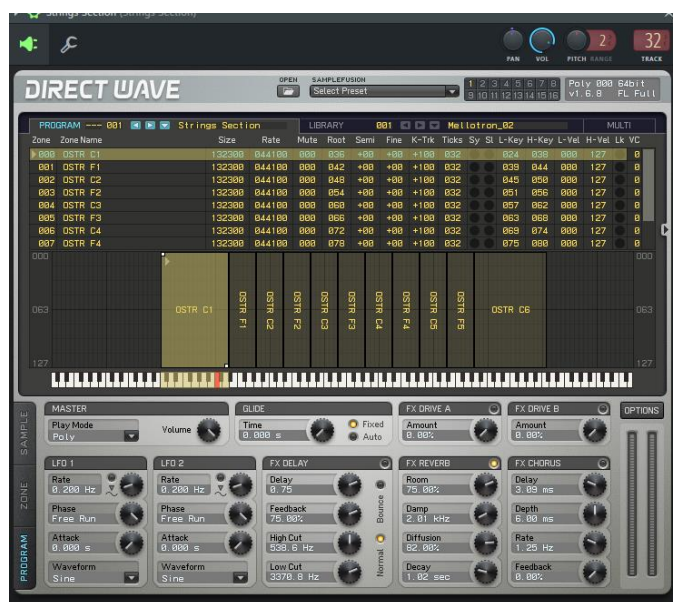 Strings Section (Strings Section)
PAN VOL PITCH RANGE 2 32 TRACK
DIRECT WAVE
OPEN SAMPLEFUSION
Select Preset
1 2 3 4 5 6 7 8
9 10 11 12 13 14 15 16
Poly 000 64bit
v1.6.8 FL Full
PROGRAM --- 001 Strings Section LIBRARY 001 Mellotron_02 MULTI
Zone Zone Name Size Rate Mute Root Semi Fine K-Trk Ticks Sy Sl L-Key H-Key L-Vel H-Vel Lk VC
000 OSTR C1 132300 044100 000 036 +00 +00 +100 032 024 038 000 127 0
001 OSTR F1 132300 044100 000 042 +00 +00 +100 032 039 044 000 127 0
002 OSTR C2 132300 044100 000 048 +00 +00 +100 032 045 050 000 127 0
003 OSTR F2 132300 044100 000 054 +00 +00 +100 032 051 056 000 127 0
004 OSTR C3 132300 044100 000 060 +00 +00 +100 032 057 062 000 127 0
005 OSTR F3 132300 044100 000 066 +00 +00 +100 032 063 068 000 127 0
006 OSTR C4 132300 044100 000 072 +00 +00 +100 032 069 074 000 127 0
007 OSTR F4 132300 044100 000 078 +00 +00 +100 032 075 080 000 127 0
000 000
063 OSTR C1 OSTR F1 OSTR C2 OSTR F2 OSTR C3 OSTR F3 OSTR C4 OSTR F4 OSTR C5 OSTR F5 OSTR C6 063
127 127
SAMPLE
ZONE
PROGRAM
MASTER
Play Mode
Poly
Volume
GLIDE
Time
0.000 s
Fixed
Auto
FX DRIVE A
Amount
0.00%
FX DRIVE B
Amount
0.00%
OPTIONS
LFO 1
Rate
0.200 Hz
Phase
Free Run
Attack
0.000 s
Waveform
Sine
LFO 2
Rate
0.200 Hz
Phase
Free Run
Attack
0.000 s
Waveform
Sine
FX DELAY
Delay
0.75
Feedback
75.00%
High Cut
538.6 Hz
Low Cut
3370.8 Hz
Bounce
Normal
FX REVERB
Room
75.00%
Damp
2.01 kHz
Diffusion
82.00%
Decay
1.02 sec
FX CHORUS
Delay
3.09 ms
Depth
6.00 ms
Rate
1.25 Hz
Feedback
0.00%